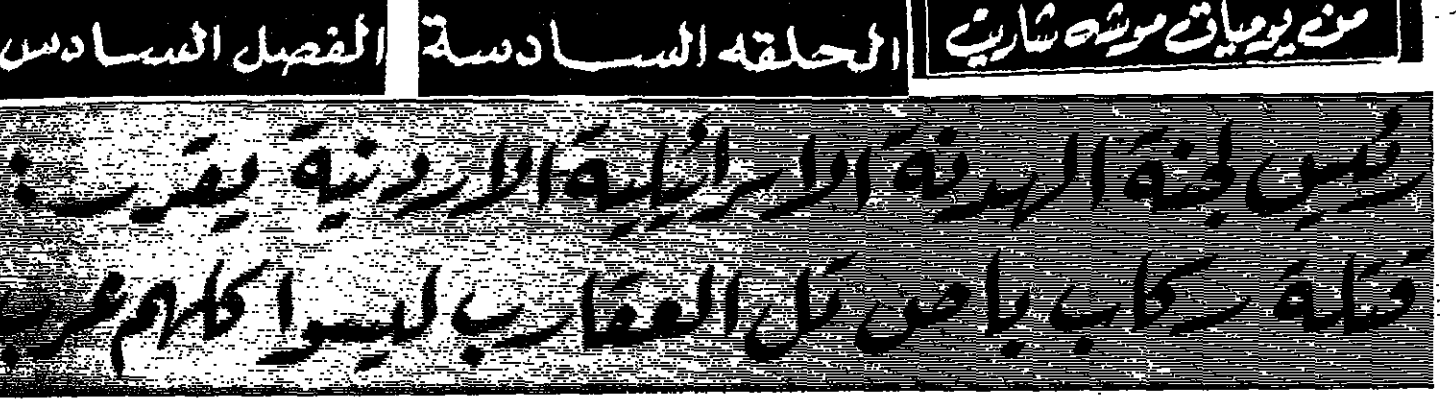 من يوميات موشه شاريت
الحلقه السادسة
الفصل السادس
رئيس لجنة الهدنة الاسرائيلية الاردنية يقرر :
قتلة ركاب باص تل العقارب ليسوا كلهم عرب